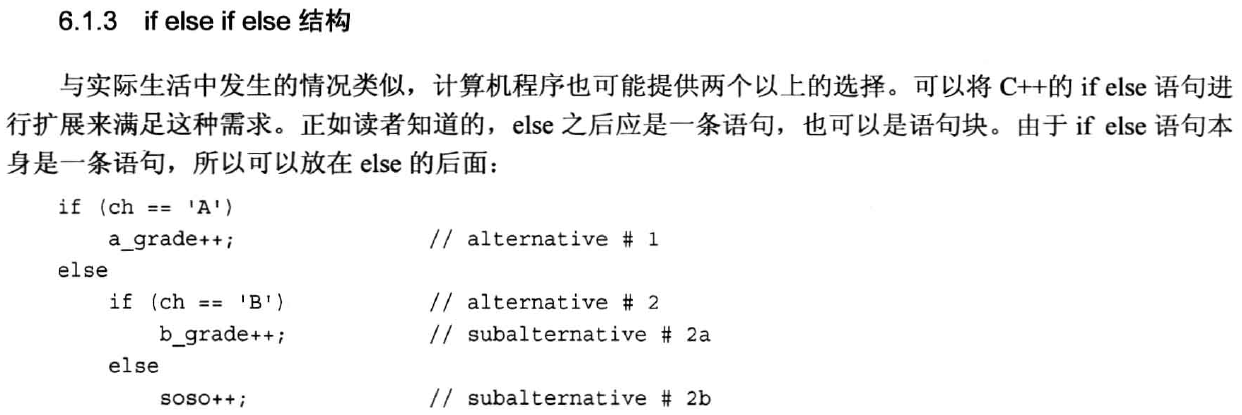 6.1.3 if else if else 结构
与实际生活中发生的情况类似，计算机程序也可能提供两个以上的选择。可以将 C++的 if else 语句进
行扩展来满足这种需求。正如读者知道的，else 之后应是一条语句，也可以是语句块。由于 if else 语句本
身是一条语句，所以可以放在 else 的后面：
if (ch == 'A')
    a_grade++;                // alternative # 1
else
    if (ch == 'B')            // alternative # 2
        b_grade++;            // subalternative # 2a
    else
        soso++;               // subalternative # 2b